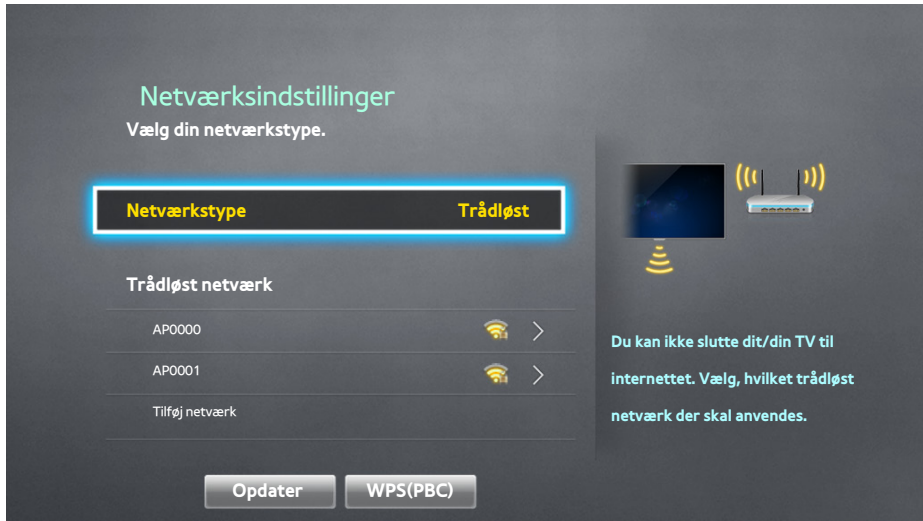 Netværksindstillinger
Vælg din netværkstype.
Netværkstype Trådløst
Trådløst netværk
AP0000
AP0001
Tilføj netværk
Du kan ikke slutte dit/din TV til
internettet. Vælg, hvilket trådløst
netværk der skal anvendes.
Opdater WPS(PBC)